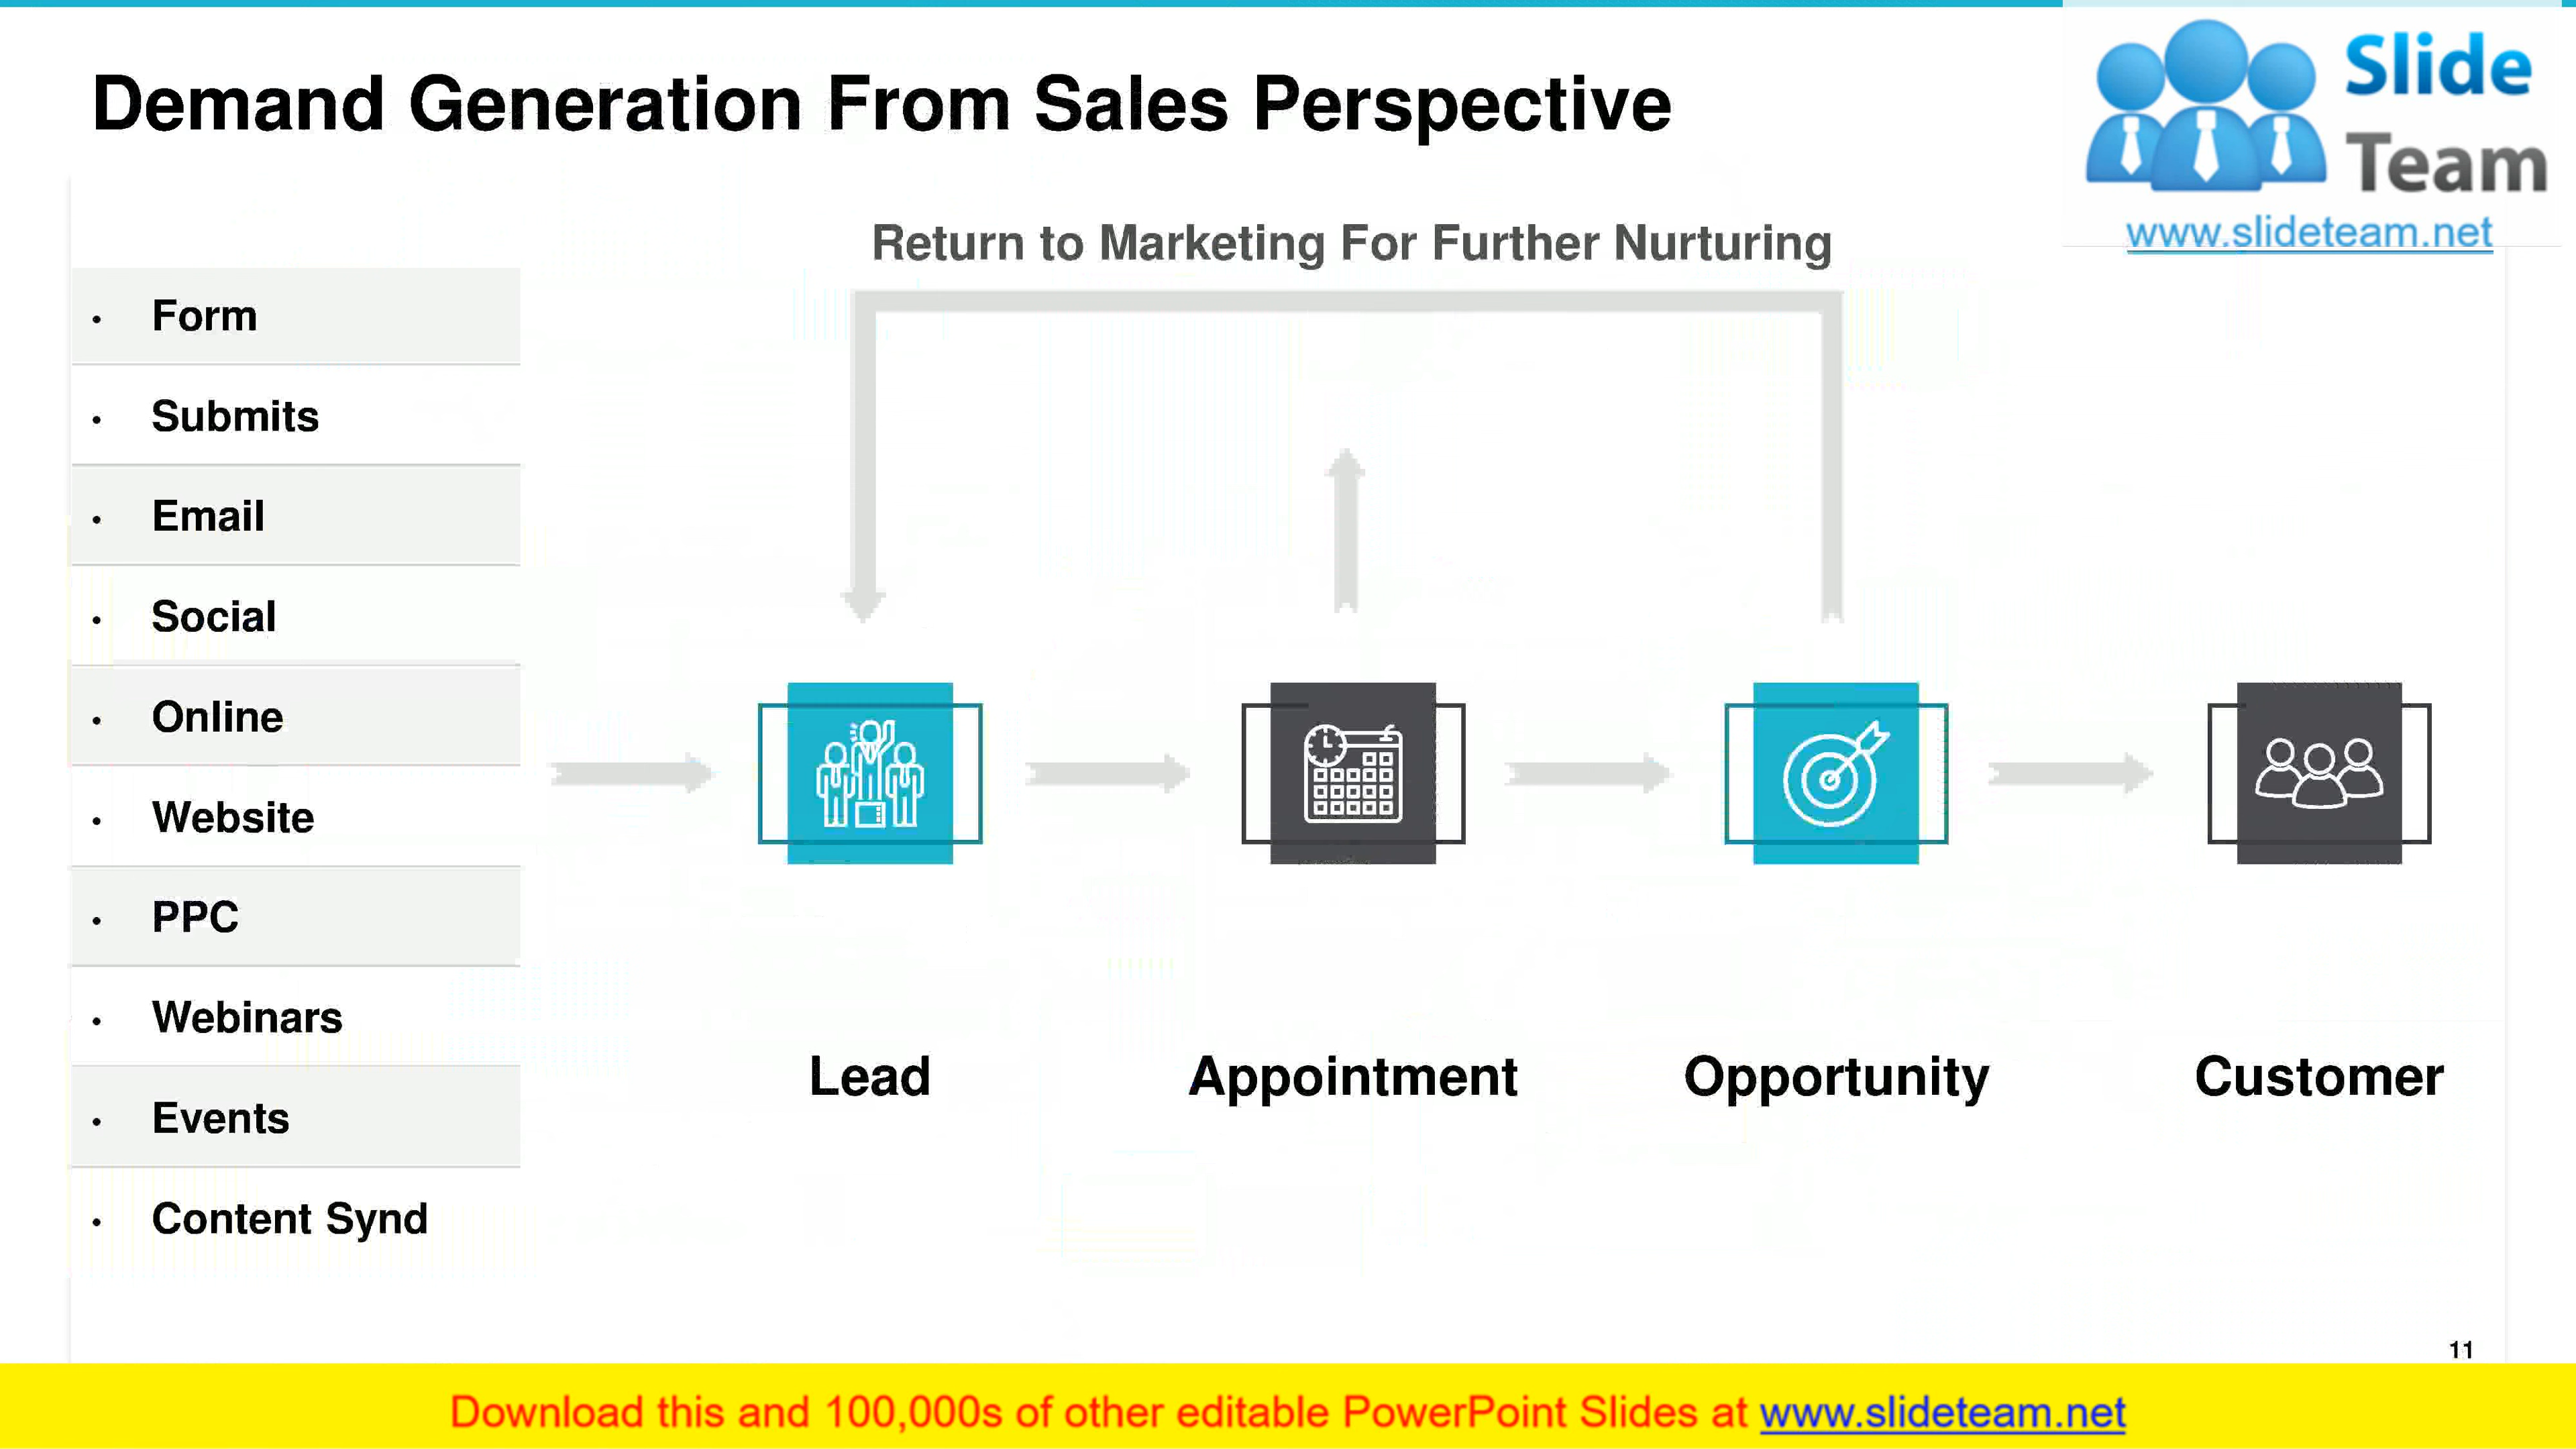 Demand Generation From Sales Perspective
Slide
Team
www.slideteam.net
Return to Marketing For Further Nurturing
• Form
• Submits
• Email
• Social
• Online
• Website
• PPC
• Webinars
• Events
• Content Synd
Lead
Appointment
Opportunity
Customer
11
Download this and 100,000s of other editable PowerPoint Slides at www.slideteam.net